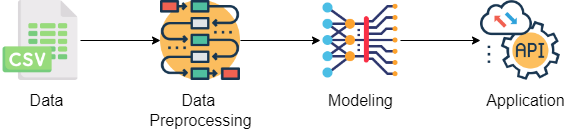 CSV
API
Data
Data
Preprocessing
Modeling
Application